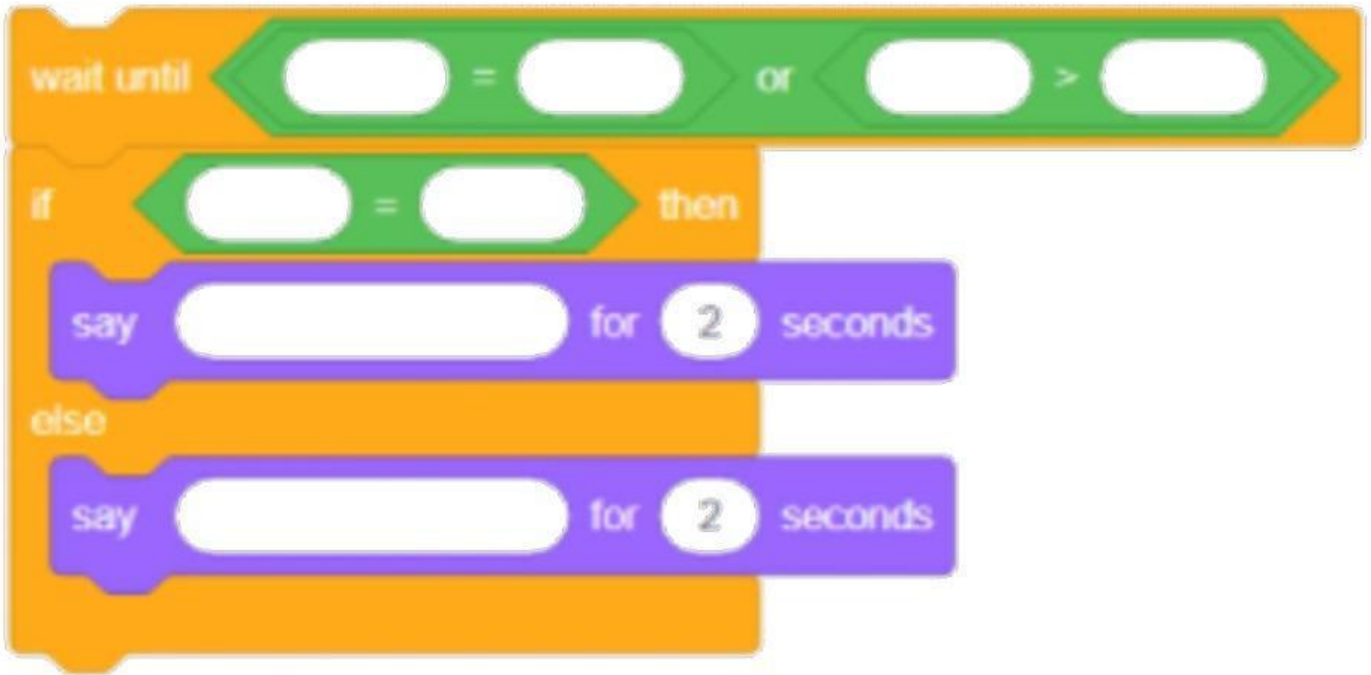 wait until = or >
if = then
say for 2 seconds
else
say for 2 seconds